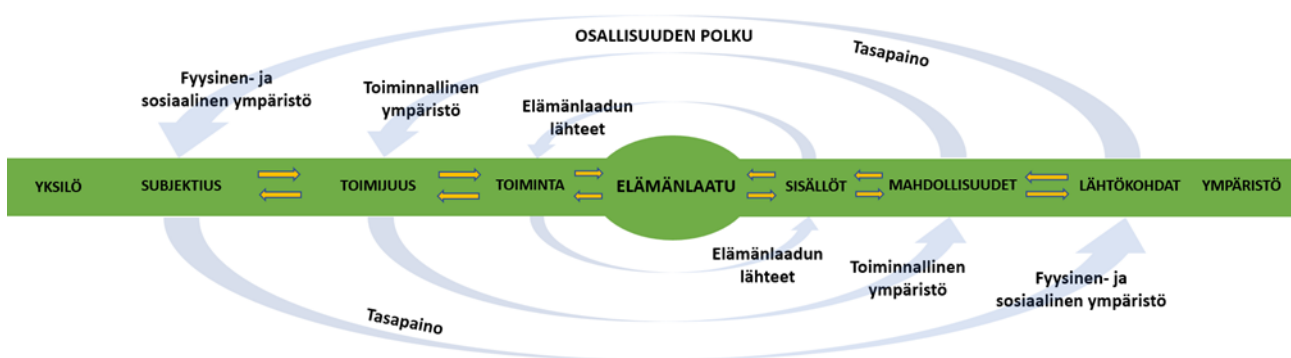 OSALLISUUDEN POLKU
Tasapaino
Fyysinen- ja
sosiaalinen ympäristö
Toiminnallinen
ympäristö
Elämänlaadun
lähteet
YKSILÖ
SUBJEKTIUS
TOIMIJUUS
TOIMINTA
ELÄMÄNLAATU
SISÄLLÖT
MAHDOLLISUUDET
LÄHTÖKOHDAT
YMPÄRISTÖ
Elämänlaadun
lähteet
Toiminnallinen
ympäristö
Fyysinen- ja
sosiaalinen ympäristö
Tasapaino